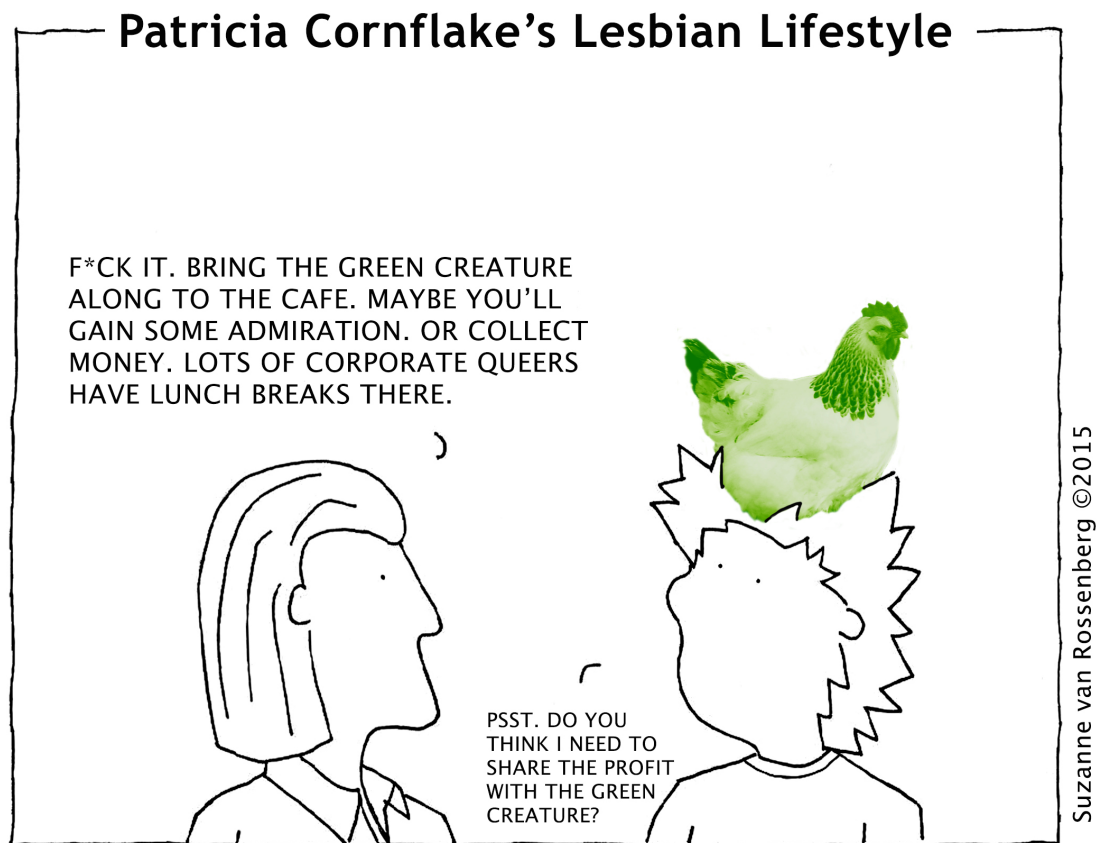 Patricia Cornflake's Lesbian Lifestyle
F*CK IT. BRING THE GREEN CREATURE
ALONG TO THE CAFE. MAYBE YOU'LL
GAIN SOME ADMIRATION. OR COLLECT
MONEY. LOTS OF CORPORATE QUEERS
HAVE LUNCH BREAKS THERE.
PSST. DO YOU
THINK I NEED TO
SHARE THE PROFIT
WITH THE GREEN
CREATURE?
Suzanne van Rossenberg ©2015